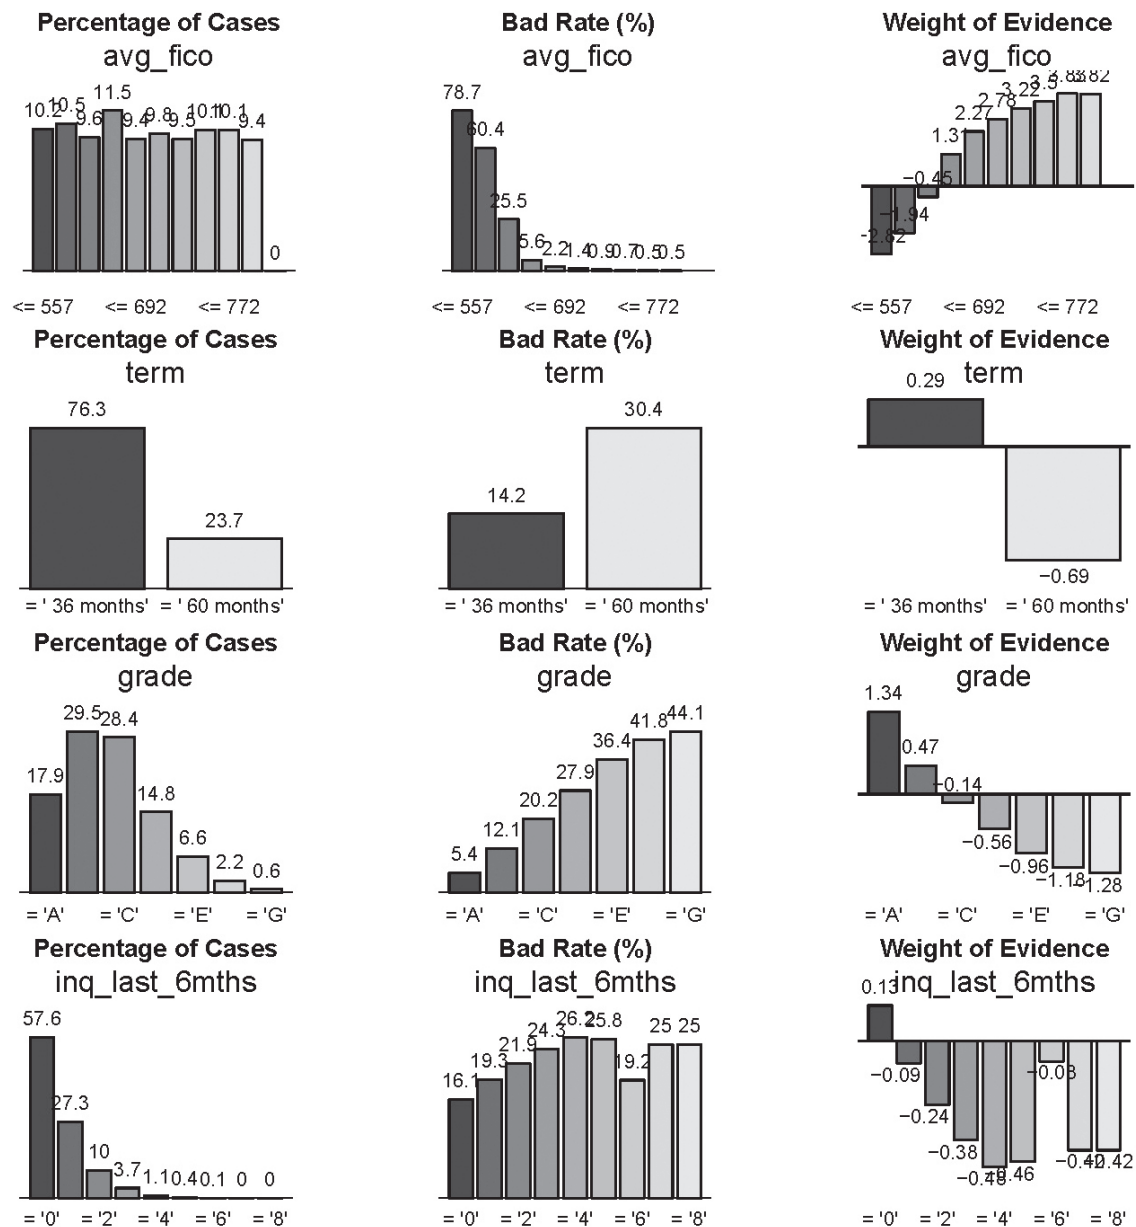 Percentage of Cases Bad Rate (%) Weight of Evidence
avg_fico avg_fico avg_fico
10.2 10.5 9.6 11.5 9.4 9.8 9.5 10.1 10.1 9.4 0
78.7 60.4 25.5 5.6 2.2 1.4 0.9 0.7 0.5 0.5
-2.82 -1.94 -0.45 1.31 2.27 2.78 3.22 3.5 3.82
<= 557 <= 692 <= 772 <= 557 <= 692 <= 772 <= 557 <= 692 <= 772
Percentage of Cases Bad Rate (%) Weight of Evidence
term term term
76.3 23.7 14.2 30.4 0.29 −0.69
= ' 36 months' = ' 60 months' = ' 36 months' = ' 60 months' = ' 36 months' = ' 60 months'
Percentage of Cases Bad Rate (%) Weight of Evidence
grade grade grade
17.9 29.5 28.4 14.8 6.6 2.2 0.6
5.4 12.1 20.2 27.9 36.4 41.8 44.1
1.34 0.47 −0.14 −0.56 −0.96 −1.18 −1.28
= 'A' = 'C' = 'E' = 'G' = 'A' = 'C' = 'E' = 'G' = 'A' = 'C' = 'E' = 'G'
Percentage of Cases Bad Rate (%) Weight of Evidence
inq_last_6mths inq_last_6mths inq_last_6mths
57.6 27.3 10 3.7 1.1 0.4 0.1 0 0
16.1 19.3 21.9 24.3 26.2 25.8 19.2 25 25
0.13 −0.09 −0.24 −0.38 −0.48 −0.46 −0.08 −0.42 −0.42
= '0' = '2' = '4' = '6' = '8' = '0' = '2' = '4' = '6' = '8' = '0' = '2' = '4' = '6' = '8'